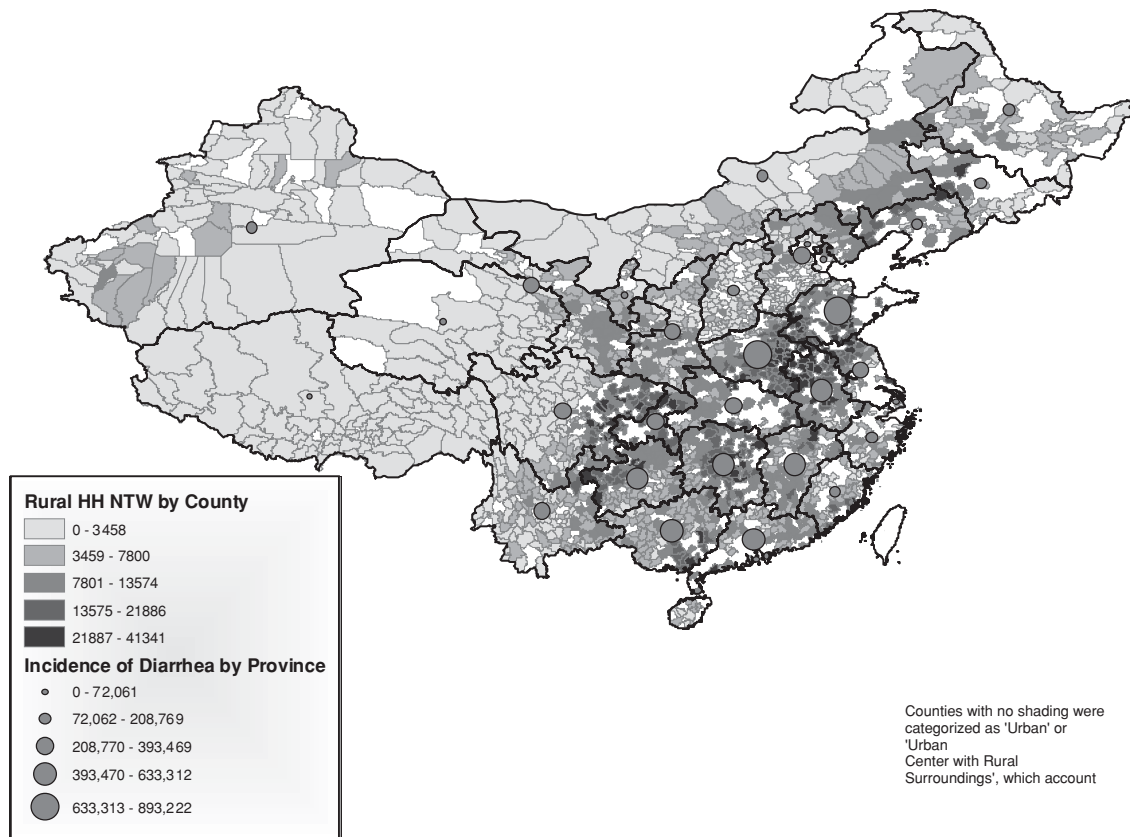 Rural HH NTW by County
0 - 3458
3459 - 7800
7801 - 13574
13575 - 21886
21887 - 41341
Incidence of Diarrhea by Province
0 - 72,061
72,062 - 208,769
208,770 - 393,469
393,470 - 633,312
633,313 - 893,222
Counties with no shading were
categorized as 'Urban' or
'Urban
Center with Rural
Surroundings', which account